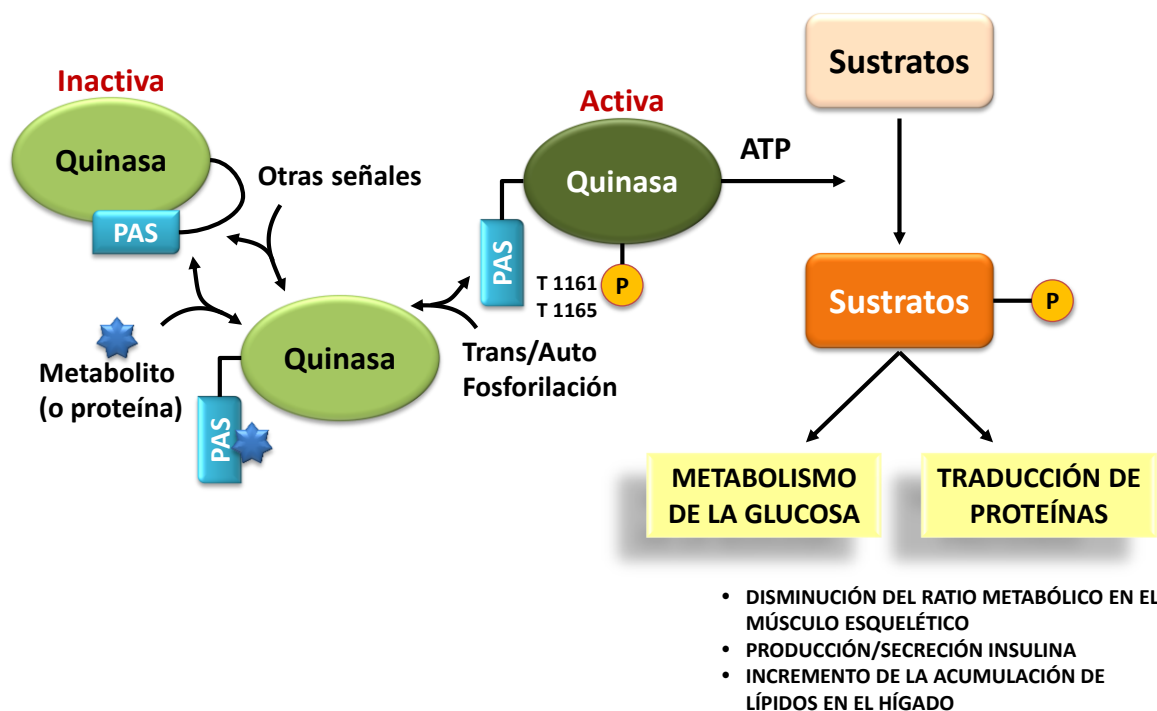 Inactiva
Quinasa
PAS
Otras señales
Metabolito
(o proteína)
Quinasa
PAS
Activa
Quinasa
PAS
T 1161
T 1165
P
Trans/Auto
Fosforilación
ATP
Sustratos
Sustratos
P
METABOLISMO
DE LA GLUCOSA
TRADUCCIÓN DE
PROTEÍNAS
• DISMINUCIÓN DEL RATIO METABÓLICO EN EL
MÚSCULO ESQUELÉTICO
• PRODUCCIÓN/SECRECIÓN INSULINA
• INCREMENTO DE LA ACUMULACIÓN DE
LÍPIDOS EN EL HÍGADO